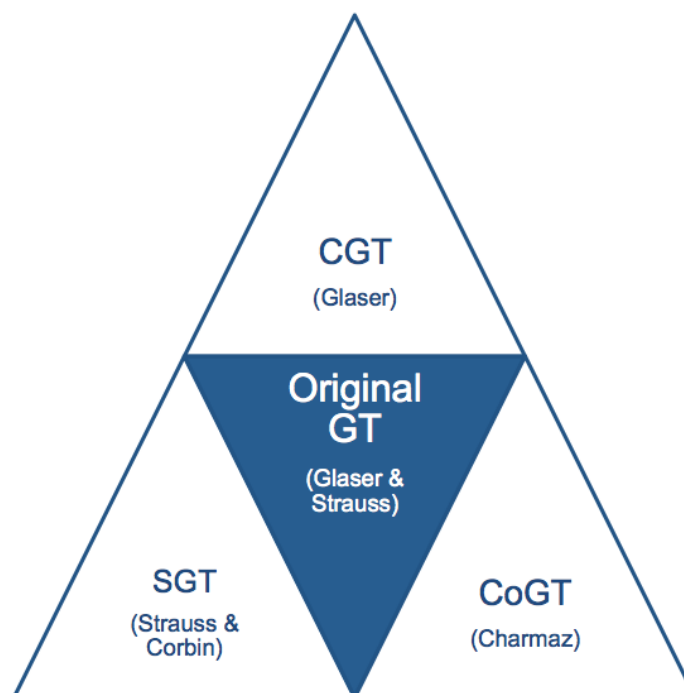 CGT
(Glaser)
Original
GT
(Glaser &
Strauss)
SGT
(Strauss &
Corbin)
CoGT
(Charmaz)